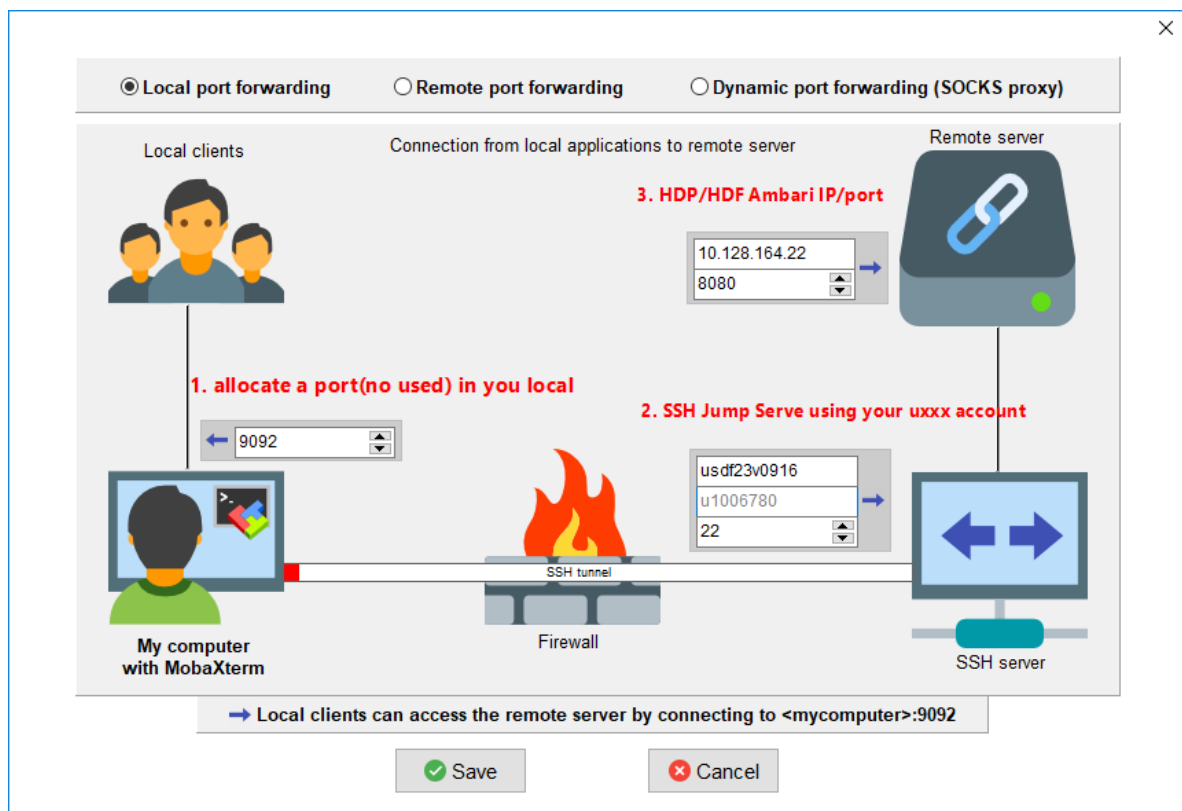 Local port forwarding
Remote port forwarding
Dynamic port forwarding (SOCKS proxy)
Local clients
Connection from local applications to remote server
Remote server
3. HDP/HDF Ambari IP/port
10.128.164.22
8080
1. allocate a port(no used) in you local
9092
2. SSH Jump Serve using your uxxx account
usdf23v0916
u1006780
22
>_
SSH tunnel
My computer
with MobaXterm
Firewall
SSH server
Local clients can access the remote server by connecting to <mycomputer>:9092
Save
Cancel